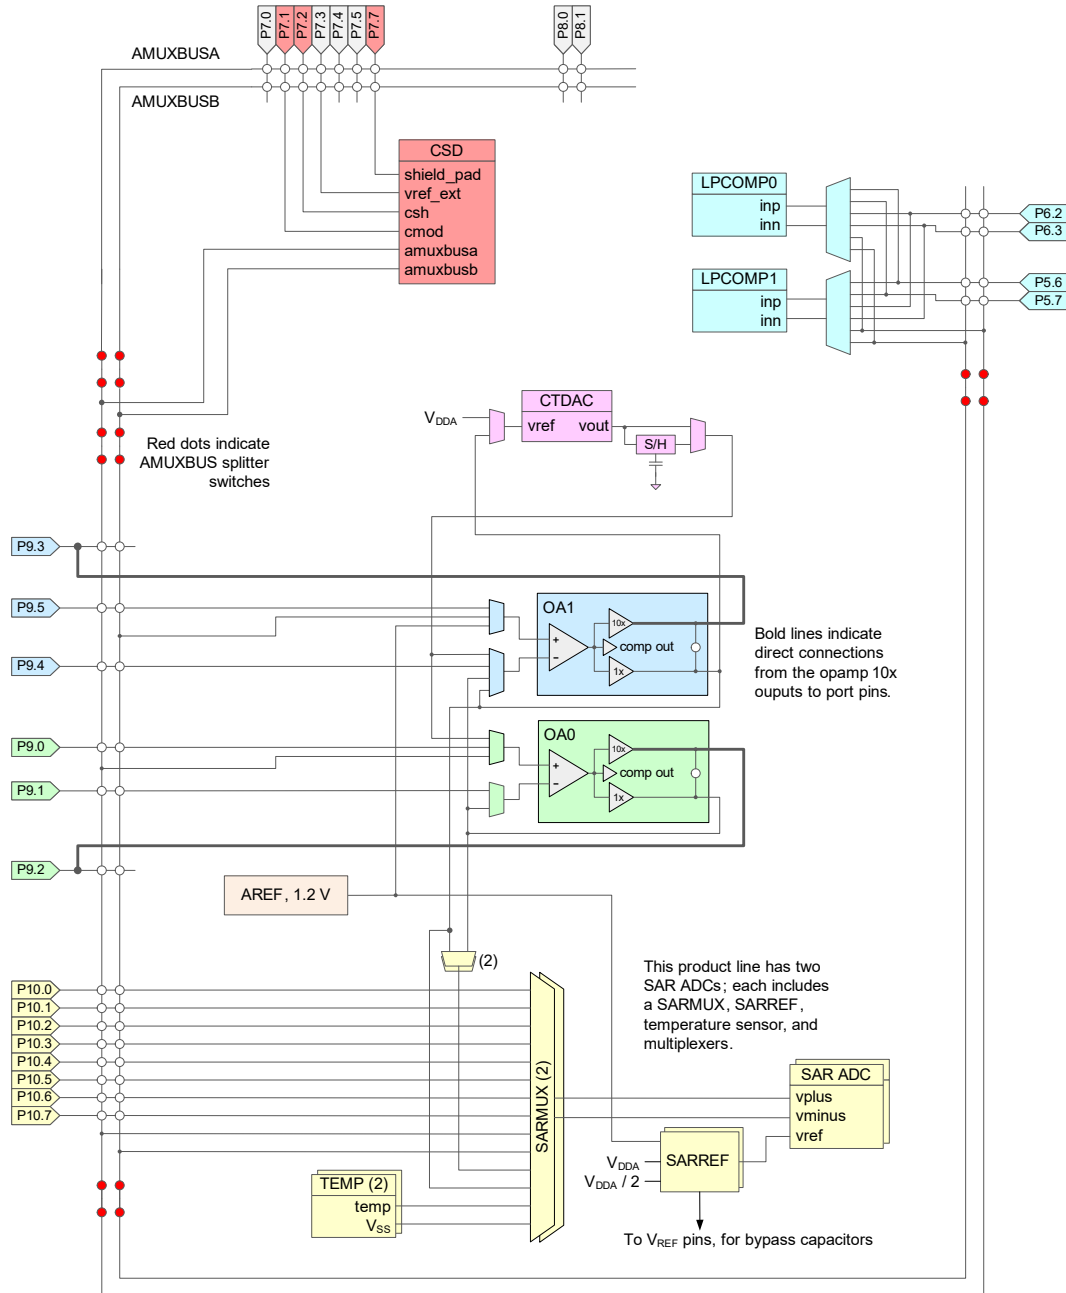 P7.0
P7.1
P7.2
P7.3
P7.4
P7.5
P7.7
P8.0
P8.1
AMUXBUSA
AMUXBUSB
CSD
shield_pad
vref_ext
csh
cmod
amuxbusa
amuxbusb
LPCOMP0
inp
inn
P6.2
P6.3
LPCOMP1
inp
inn
P5.6
P5.7
CTDAC
VDDA
vref vout
S/H
Red dots indicate
AMUXBUS splitter
switches
P9.3
P9.5
P9.4
OA1
+
10x
comp out
−
1x
Bold lines indicate
direct connections
from the opamp 10x
ouputs to port pins.
P9.0
P9.1
OA0
+
10x
comp out
−
1x
P9.2
AREF, 1.2 V
(2)
This product line has two
SAR ADCs; each includes
a SARMUX, SARREF,
temperature sensor, and
multiplexers.
P10.0
P10.1
P10.2
P10.3
P10.4
P10.5
P10.6
P10.7
SARMUX (2)
SAR ADC
vplus
vminus
vref
SARREF
VDDA
VDDA / 2
TEMP (2)
temp
VSS
To VREF pins, for bypass capacitors